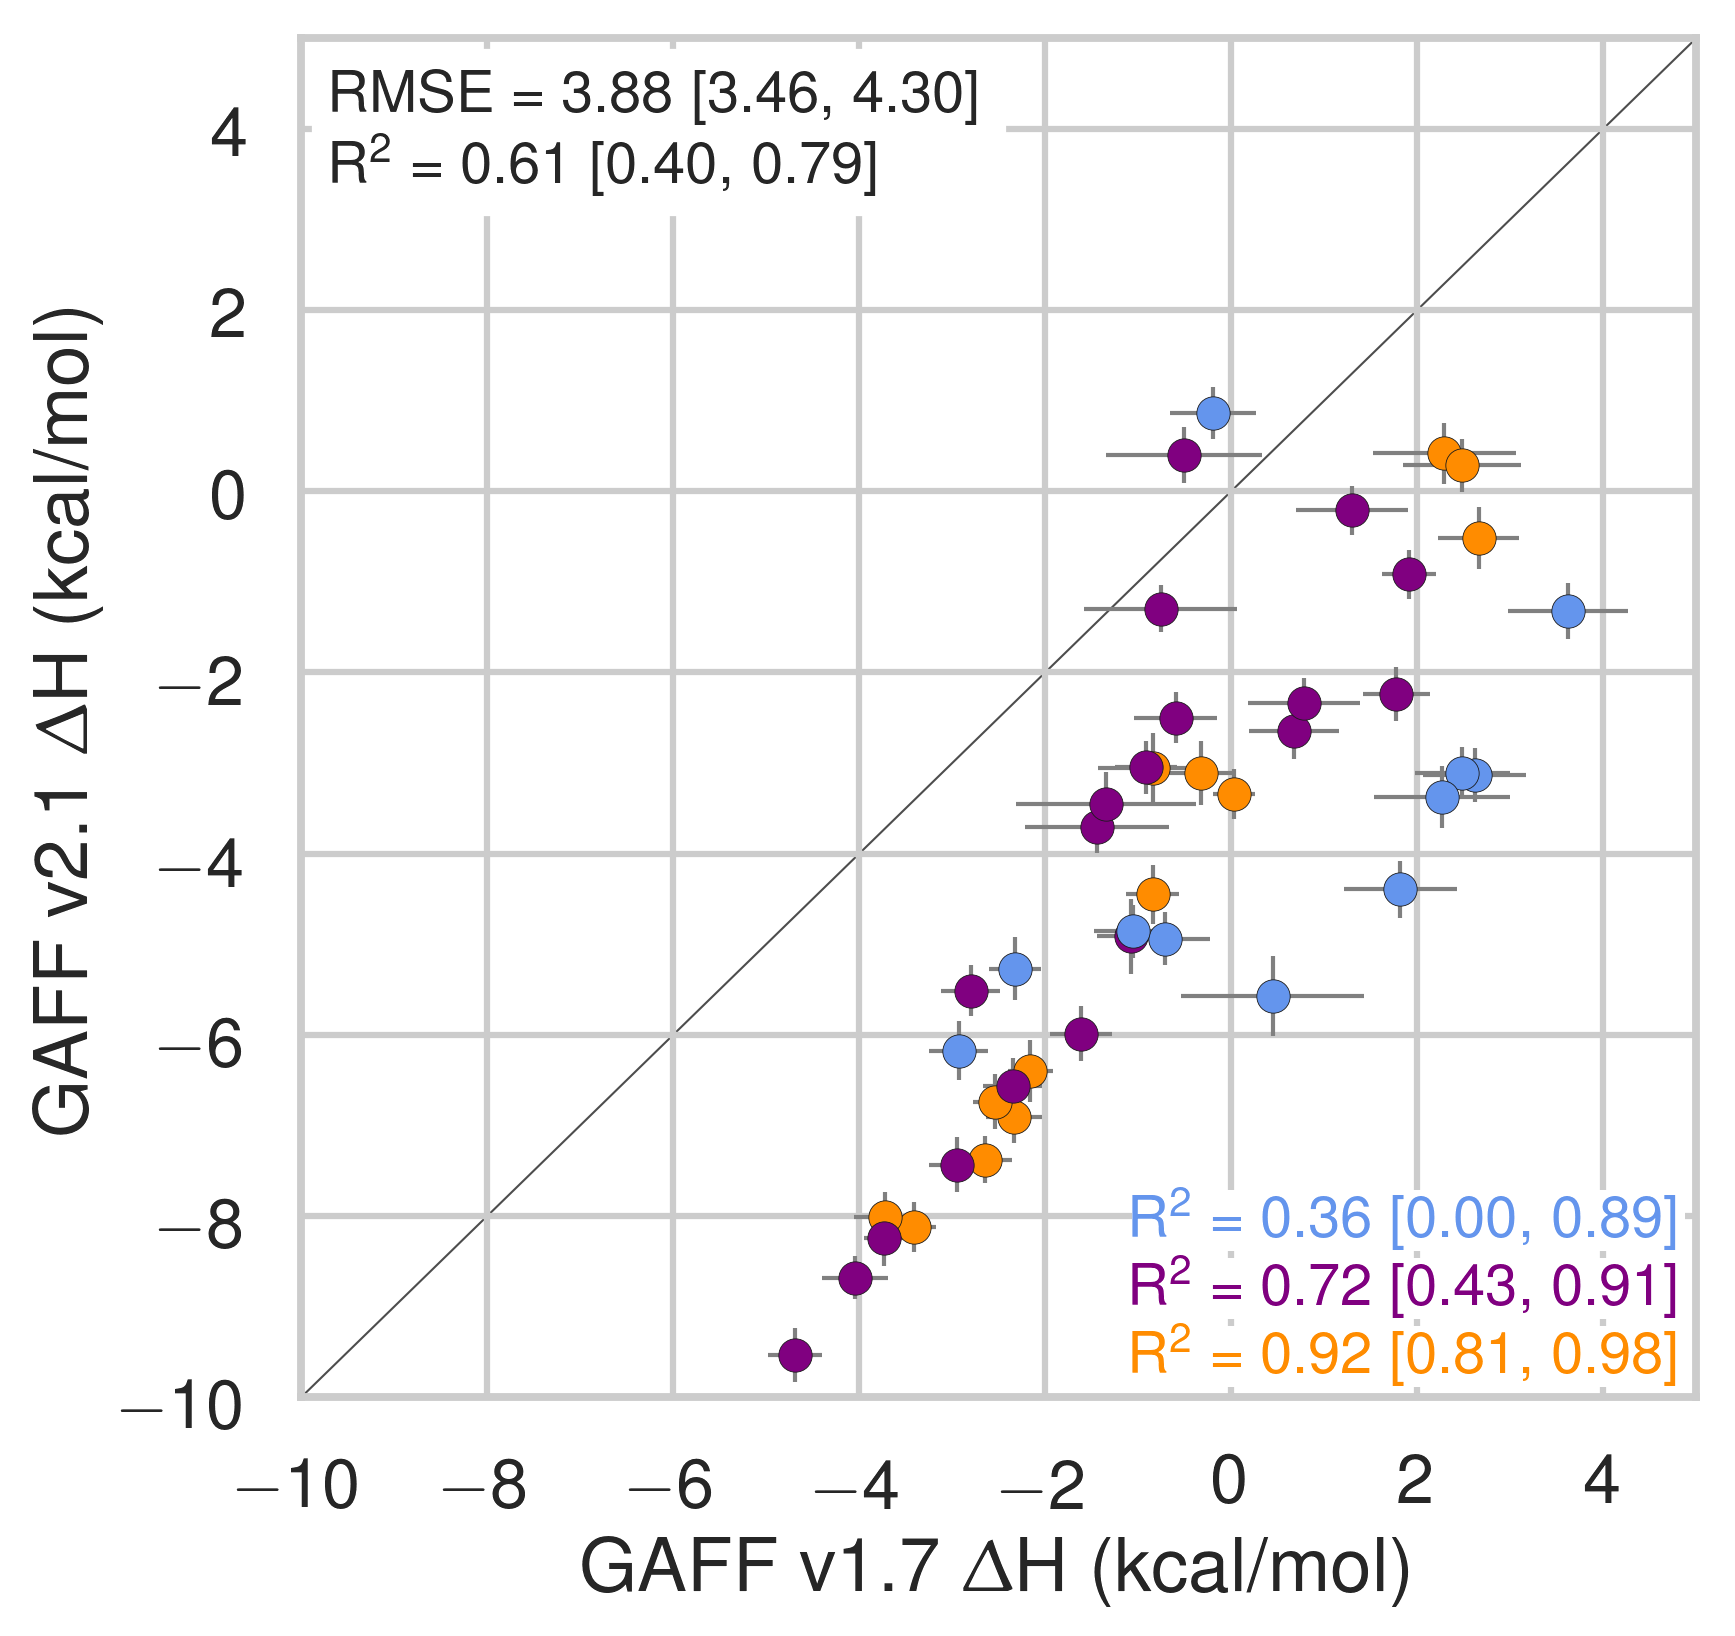 RMSE = 3.88 [3.46, 4.30]
R² = 0.61 [0.40, 0.79]
4
2
0
−2
−4
−6
−8
−10
GAFF v2.1 ΔH (kcal/mol)
R² = 0.36 [0.00, 0.89]
R² = 0.72 [0.43, 0.91]
R² = 0.92 [0.81, 0.98]
−10 −8 −6 −4 −2 0 2 4
GAFF v1.7 ΔH (kcal/mol)